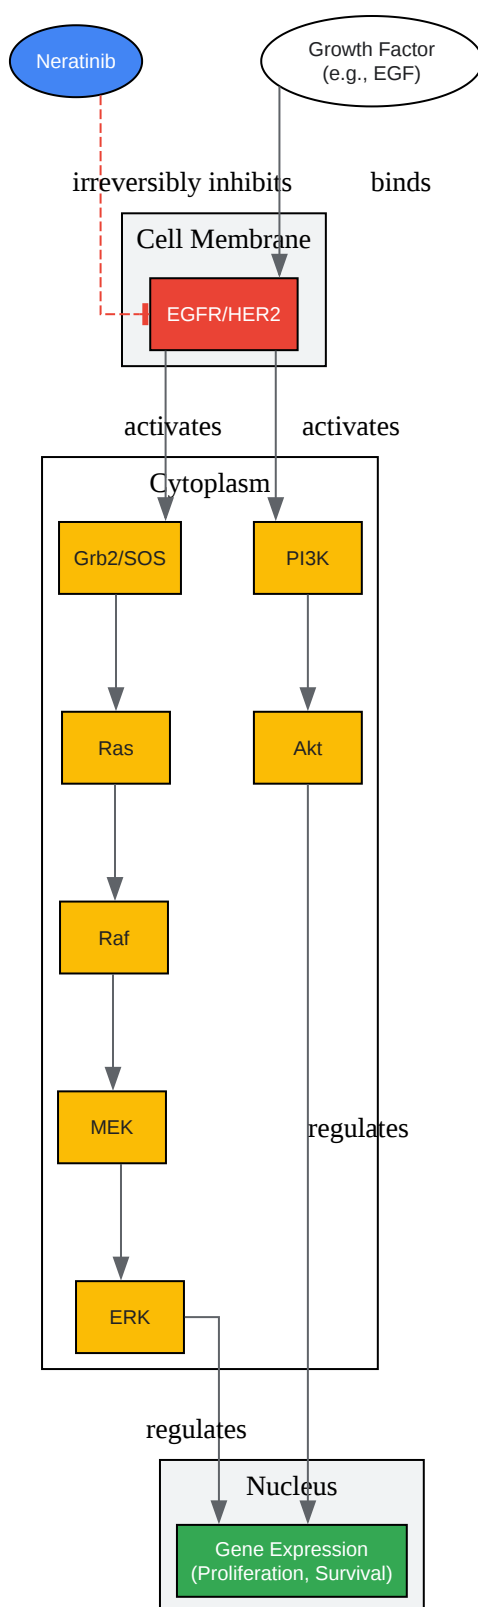 Neratinib
Growth Factor
(e.g., EGF)
irreversibly inhibits
binds
Cell Membrane
EGFR/HER2
activates
activates
Cytoplasm
Grb2/SOS
PI3K
Ras
Akt
Raf
MEK
regulates
ERK
regulates
Nucleus
Gene Expression
(Proliferation, Survival)